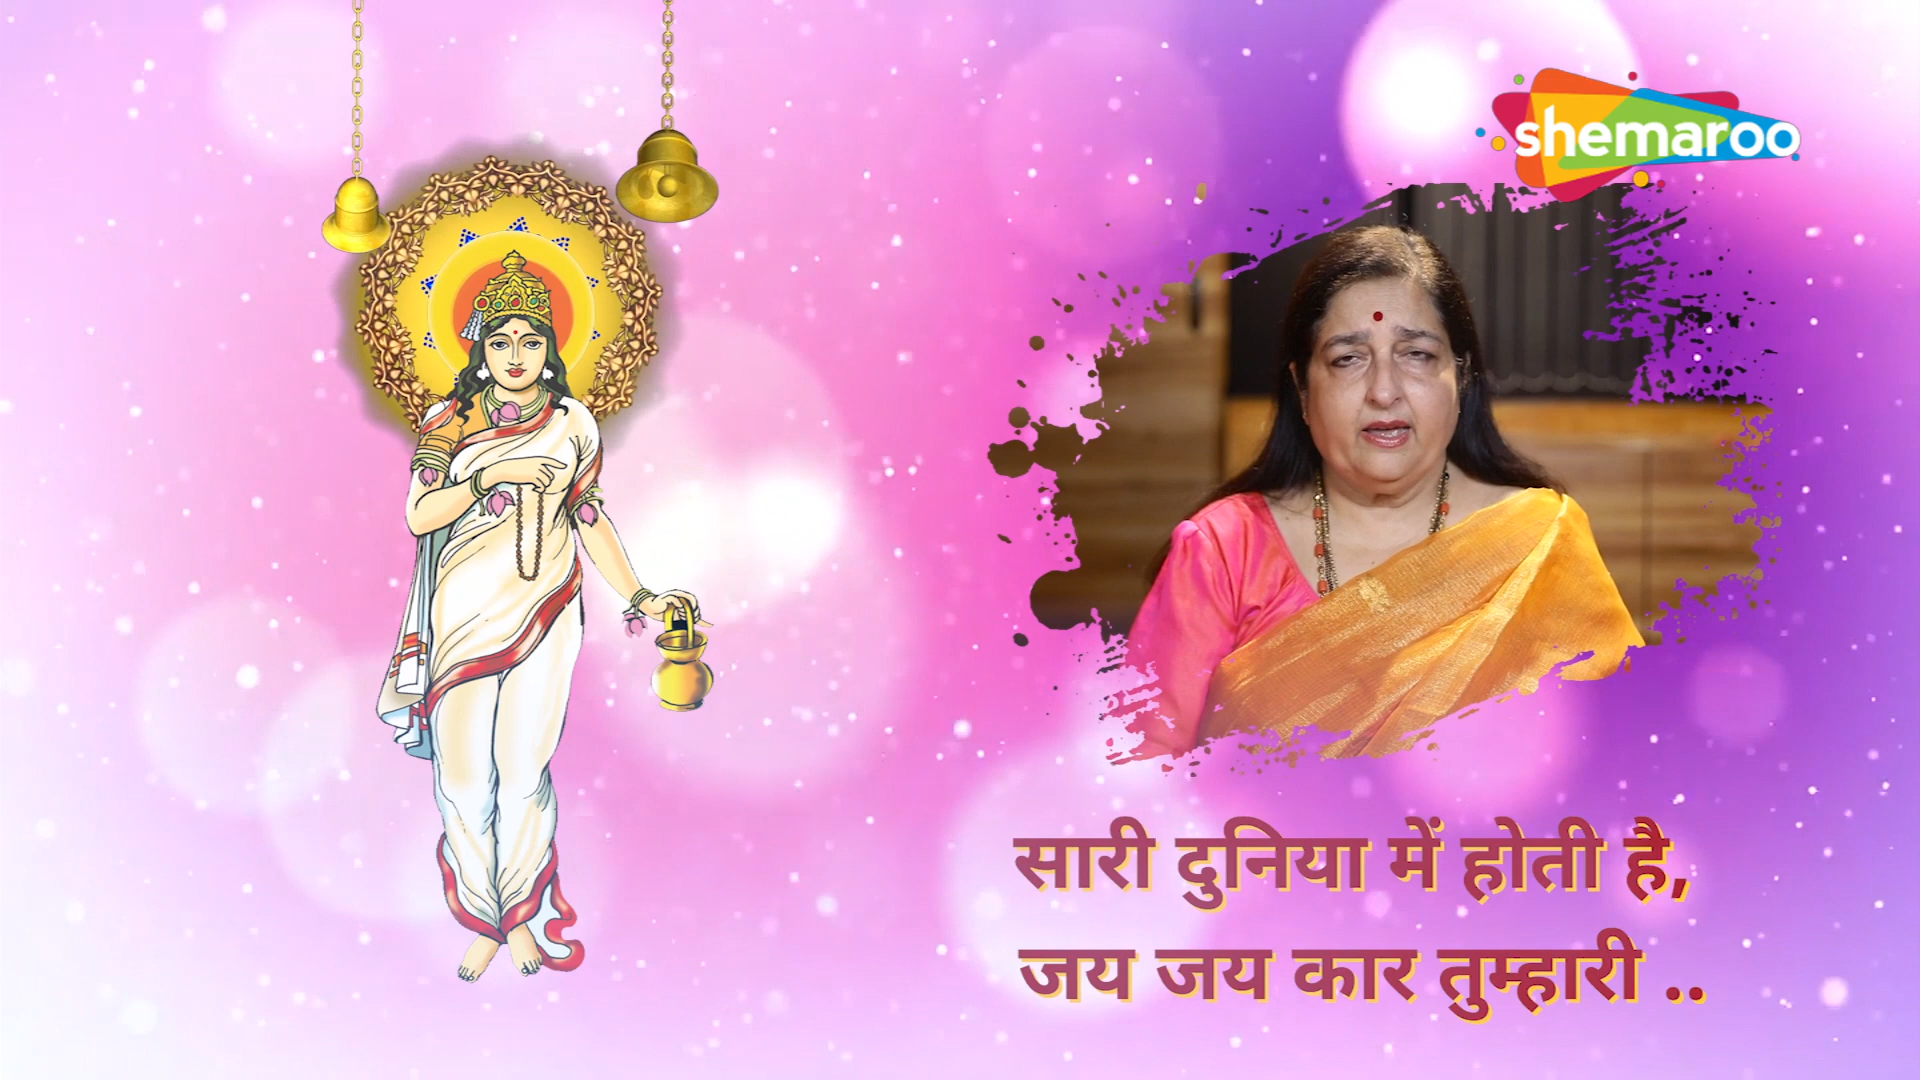 shemaroo
सारी दुनिया में होती है,
जय जय कार तुम्हारी ..